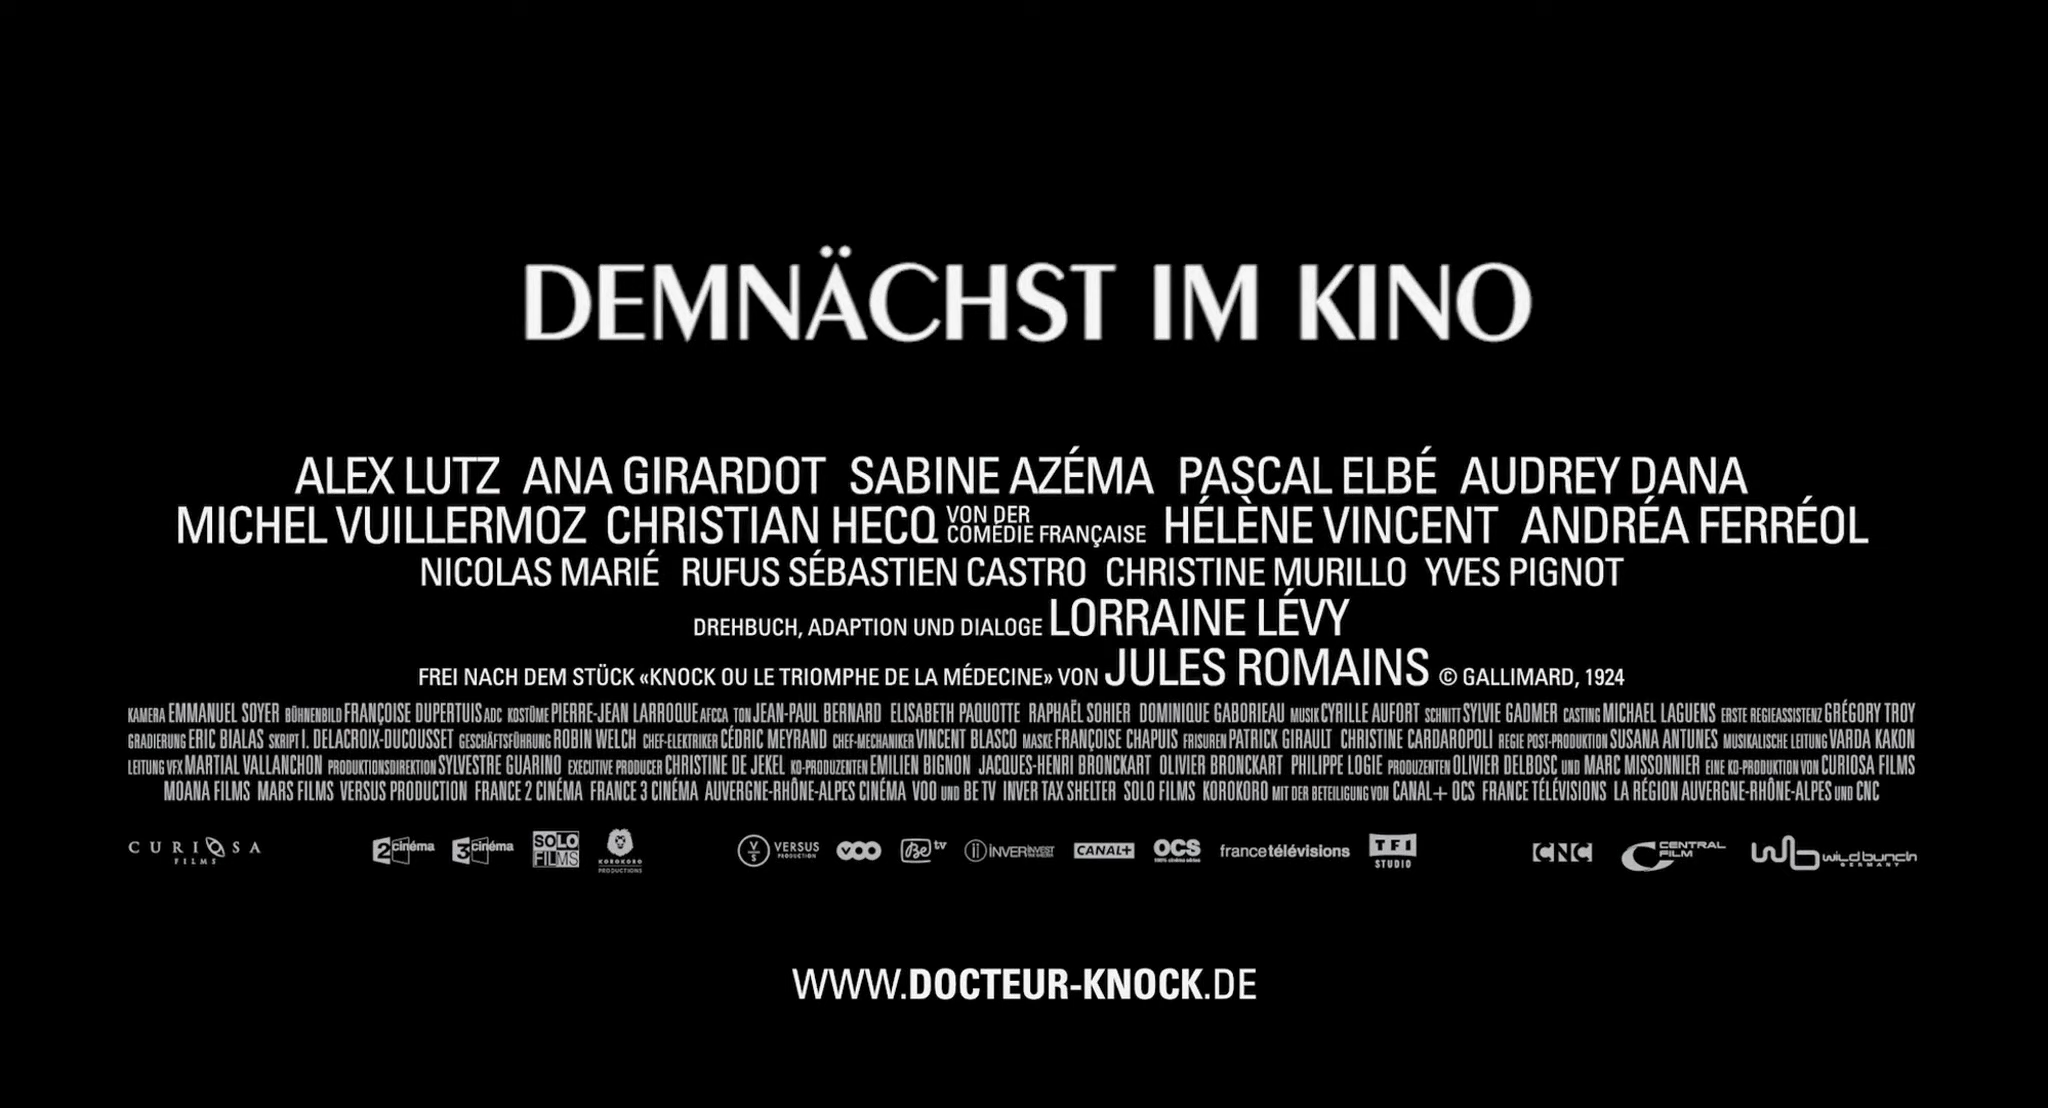 DEMNÄCHST IM KINO
ALEX LUTZ ANA GIRARDOT SABINE AZÉMA PASCAL ELBÉ AUDREY DANA
MICHEL VUILLERMOZ CHRISTIAN HECQ VON DER COMÉDIE FRANÇAISE HÉLÈNE VINCENT ANDRÉA FERRÉOL
NICOLAS MARIÉ RUFUS SÉBASTIEN CASTRO CHRISTINE MURILLO YVES PIGNOT
DREHBUCH, ADAPTION UND DIALOGE LORRAINE LÉVY
FREI NACH DEM STÜCK «KNOCK OU LE TRIOMPHE DE LA MÉDECINE» VON JULES ROMAINS © GALLIMARD, 1924
KAMERA EMMANUEL SOYER BÜHNENBILD FRANÇOISE DUPERTUIS ADC KOSTÜME PIERRE-JEAN LARROQUE AFCCA TON JEAN-PAUL BERNARD ELISABETH PAQUOTTE RAPHAËL SOHIER DOMINIQUE GABORIEAU MUSIK CYRILLE AUFORT SCHNITT SYLVIE GADMER CASTING MICHAEL LAGUENS ERSTE REGIEASSISTENZ GRÉGORY TROY
GRADIERUNG ERIC BIALAS SKRIPT I. DELACROIX-DUCOUSSET GESCHÄFTSFÜHRUNG ROBIN WELCH CHEF-ELEKTRIKER CÉDRIC MEYRAND CHEF-MECHANIKER VINCENT BLASCO MASKE FRANÇOISE CHAPUIS FRISUREN PATRICK GIRAULT CHRISTINE CARDAROPOLI REGIE POST-PRODUKTION SUSANA ANTUNES MUSIKALISCHE LEITUNG VARDA KAKON
LEITUNG VFX MARTIAL VALLANCHON PRODUKTIONSDIREKTION SYLVESTRE GUARINO EXECUTIVE PRODUCER CHRISTINE DE JEKEL KO-PRODUZENTEN EMILIEN BIGNON JACQUES-HENRI BRONCKART OLIVIER BRONCKART PHILIPPE LOGIE PRODUZENTEN OLIVIER DELBOSC UND MARC MISSONNIER EINE KO-PRODUKTION VON CURIOSA FILMS
MOANA FILMS MARS FILMS VERSUS PRODUCTION FRANCE 2 CINÉMA FRANCE 3 CINÉMA AUVERGNE-RHÔNE-ALPES CINÉMA VOO UND BE TV INVER TAX SHELTER SOLO FILMS KOROKORO MIT DER BETEILIGUNG VON CANAL+ OCS FRANCE TÉLÉVISIONS LA RÉGION AUVERGNE-RHÔNE-ALPES UND CNC
CURIOSA FILMS 2 cinéma 3 cinéma SOLO FILMS KOROKORO PRODUCTIONS V/S VERSUS PRODUCTION VOO Be tv INVERINVEST CANAL+ OCS francetélévisions TF1 STUDIO CNC CENTRAL FILM wild bunch GERMANY
WWW.DOCTEUR-KNOCK.DE